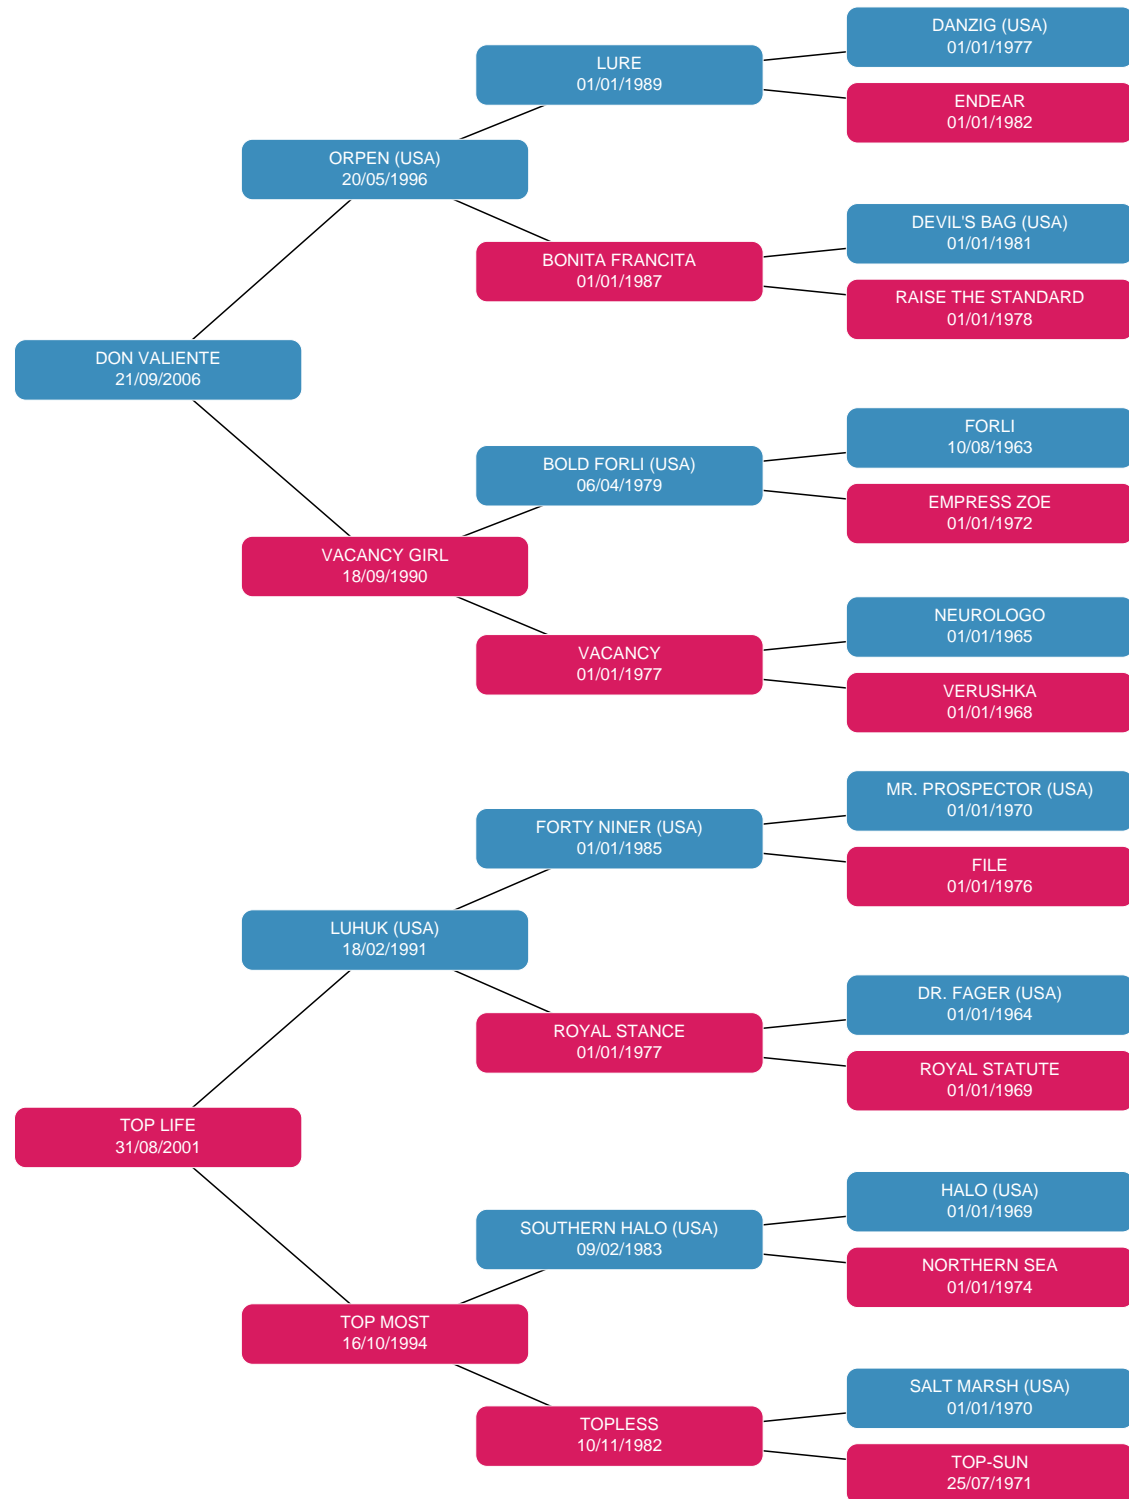 DANZIG (USA)
01/01/1977
LURE
01/01/1989
ENDEAR
01/01/1982
ORPEN (USA)
20/05/1996
DEVIL'S BAG (USA)
01/01/1981
BONITA FRANCITA
01/01/1987
RAISE THE STANDARD
01/01/1978
DON VALIENTE
21/09/2006
FORLI
10/08/1963
BOLD FORLI (USA)
06/04/1979
EMPRESS ZOE
01/01/1972
VACANCY GIRL
18/09/1990
NEUROLOGO
01/01/1965
VACANCY
01/01/1977
VERUSHKA
01/01/1968
MR. PROSPECTOR (USA)
01/01/1970
FORTY NINER (USA)
01/01/1985
FILE
01/01/1976
LUHUK (USA)
18/02/1991
DR. FAGER (USA)
01/01/1964
ROYAL STANCE
01/01/1977
ROYAL STATUTE
01/01/1969
TOP LIFE
31/08/2001
HALO (USA)
01/01/1969
SOUTHERN HALO (USA)
09/02/1983
NORTHERN SEA
01/01/1974
TOP MOST
16/10/1994
SALT MARSH (USA)
01/01/1970
TOPLESS
10/11/1982
TOP-SUN
25/07/1971